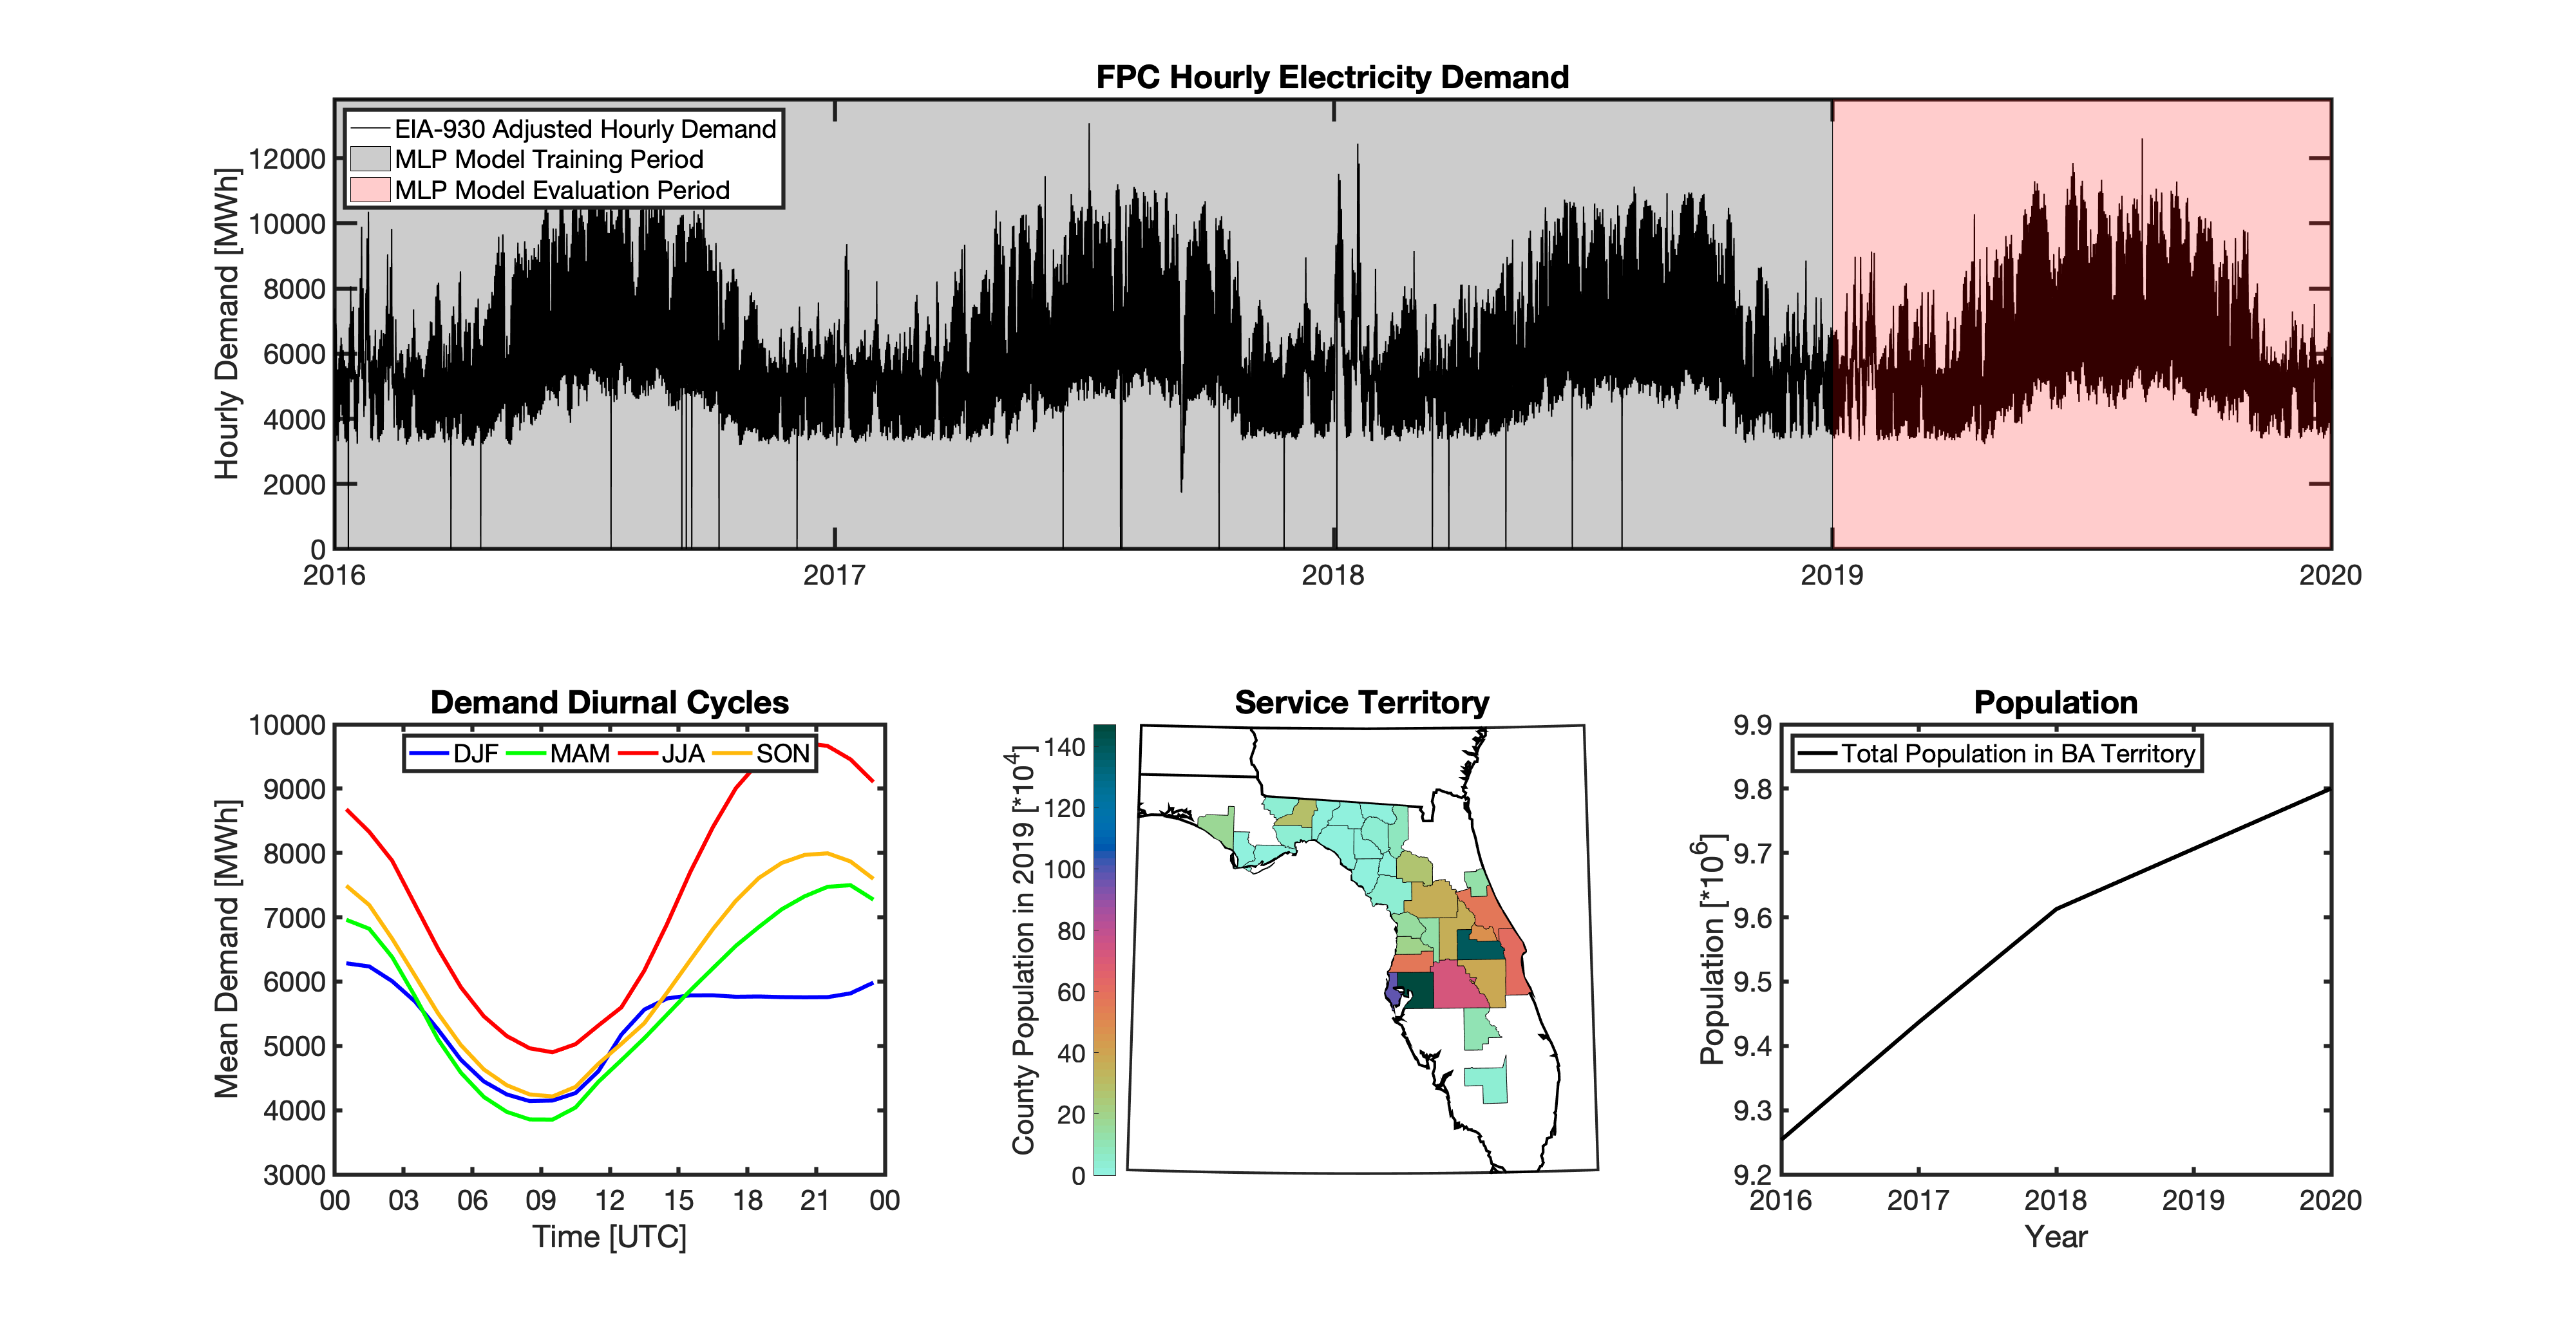 FPC Hourly Electricity Demand
EIA-930 Adjusted Hourly Demand
MLP Model Training Period
MLP Model Evaluation Period
Hourly Demand [MWh]
12000
10000
8000
6000
4000
2000
0
2016 2017 2018 2019 2020
Demand Diurnal Cycles
DJF MAM JJA SON
Mean Demand [MWh]
10000
9000
8000
7000
6000
5000
4000
3000
00 03 06 09 12 15 18 21 00
Time [UTC]
Service Territory
County Population in 2019 [*10^4]
140
120
100
80
60
40
20
0
Population
Total Population in BA Territory
Population [*10^6]
9.9
9.8
9.7
9.6
9.5
9.4
9.3
9.2
2016 2017 2018 2019 2020
Year